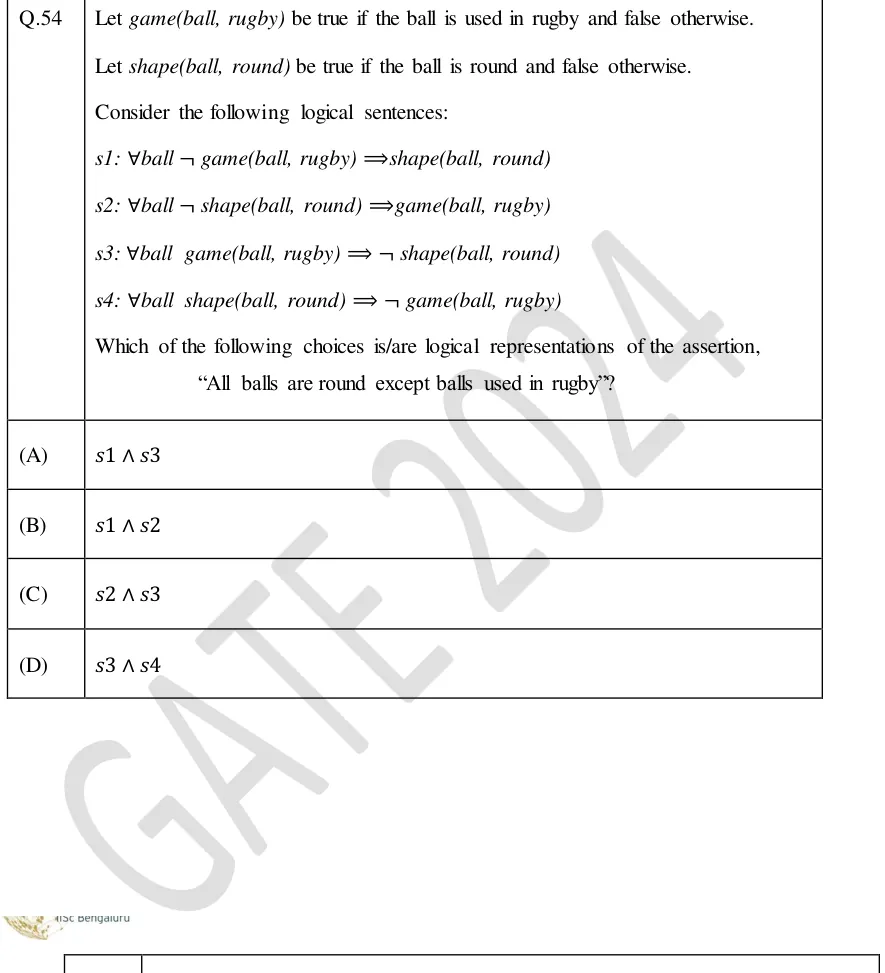 Q.54 Let game(ball, rugby) be true if the ball is used in rugby and false otherwise.
Let shape(ball, round) be true if the ball is round and false otherwise.
Consider the following logical sentences:
s1: ∀ball ¬ game(ball, rugby) ⟹shape(ball, round)
s2: ∀ball ¬ shape(ball, round) ⟹game(ball, rugby)
s3: ∀ball game(ball, rugby) ⟹ ¬ shape(ball, round)
s4: ∀ball shape(ball, round) ⟹ ¬ game(ball, rugby)
Which of the following choices is/are logical representations of the assertion,
“All balls are round except balls used in rugby”?
(A) s1 ∧ s3
(B) s1 ∧ s2
(C) s2 ∧ s3
(D) s3 ∧ s4
GATE 2024
IISc Bengaluru